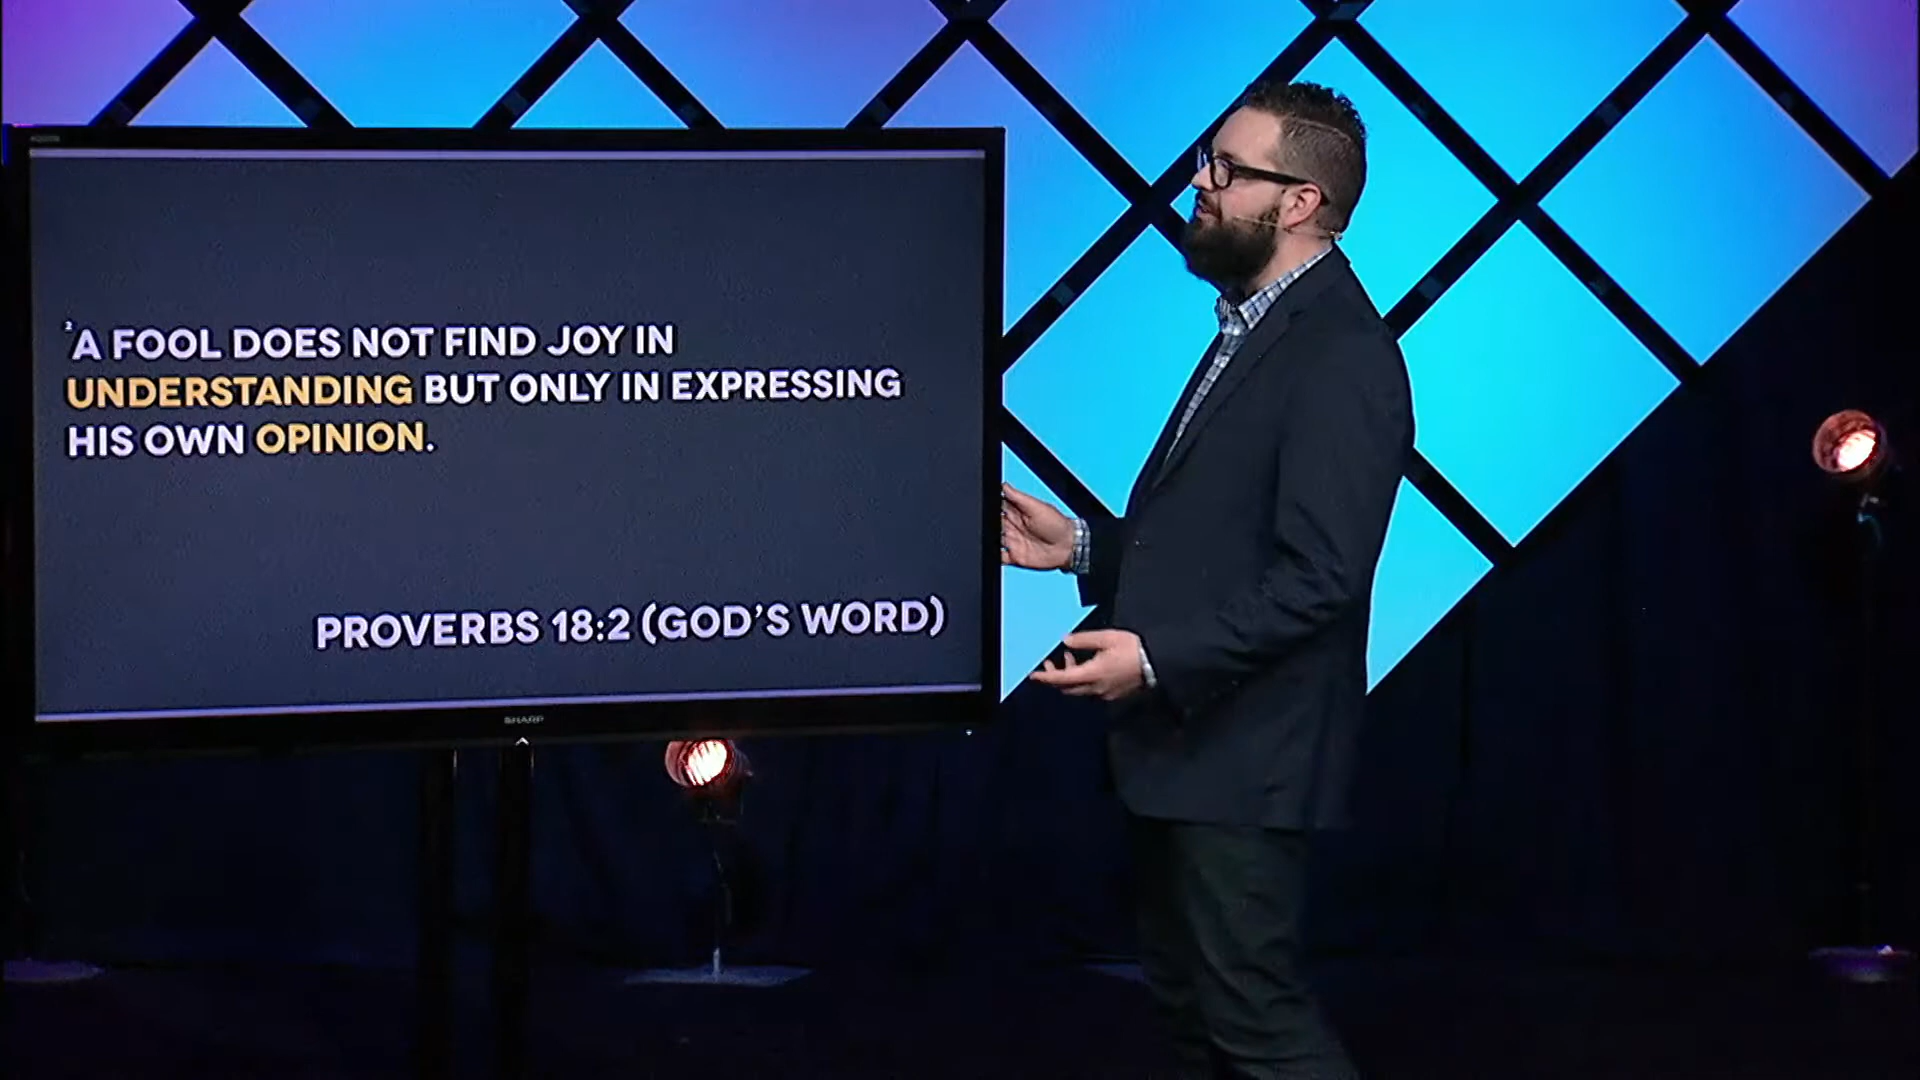 ²A FOOL DOES NOT FIND JOY IN
UNDERSTANDING BUT ONLY IN EXPRESSING
HIS OWN OPINION.
PROVERBS 18:2 (GOD'S WORD)
SHARP